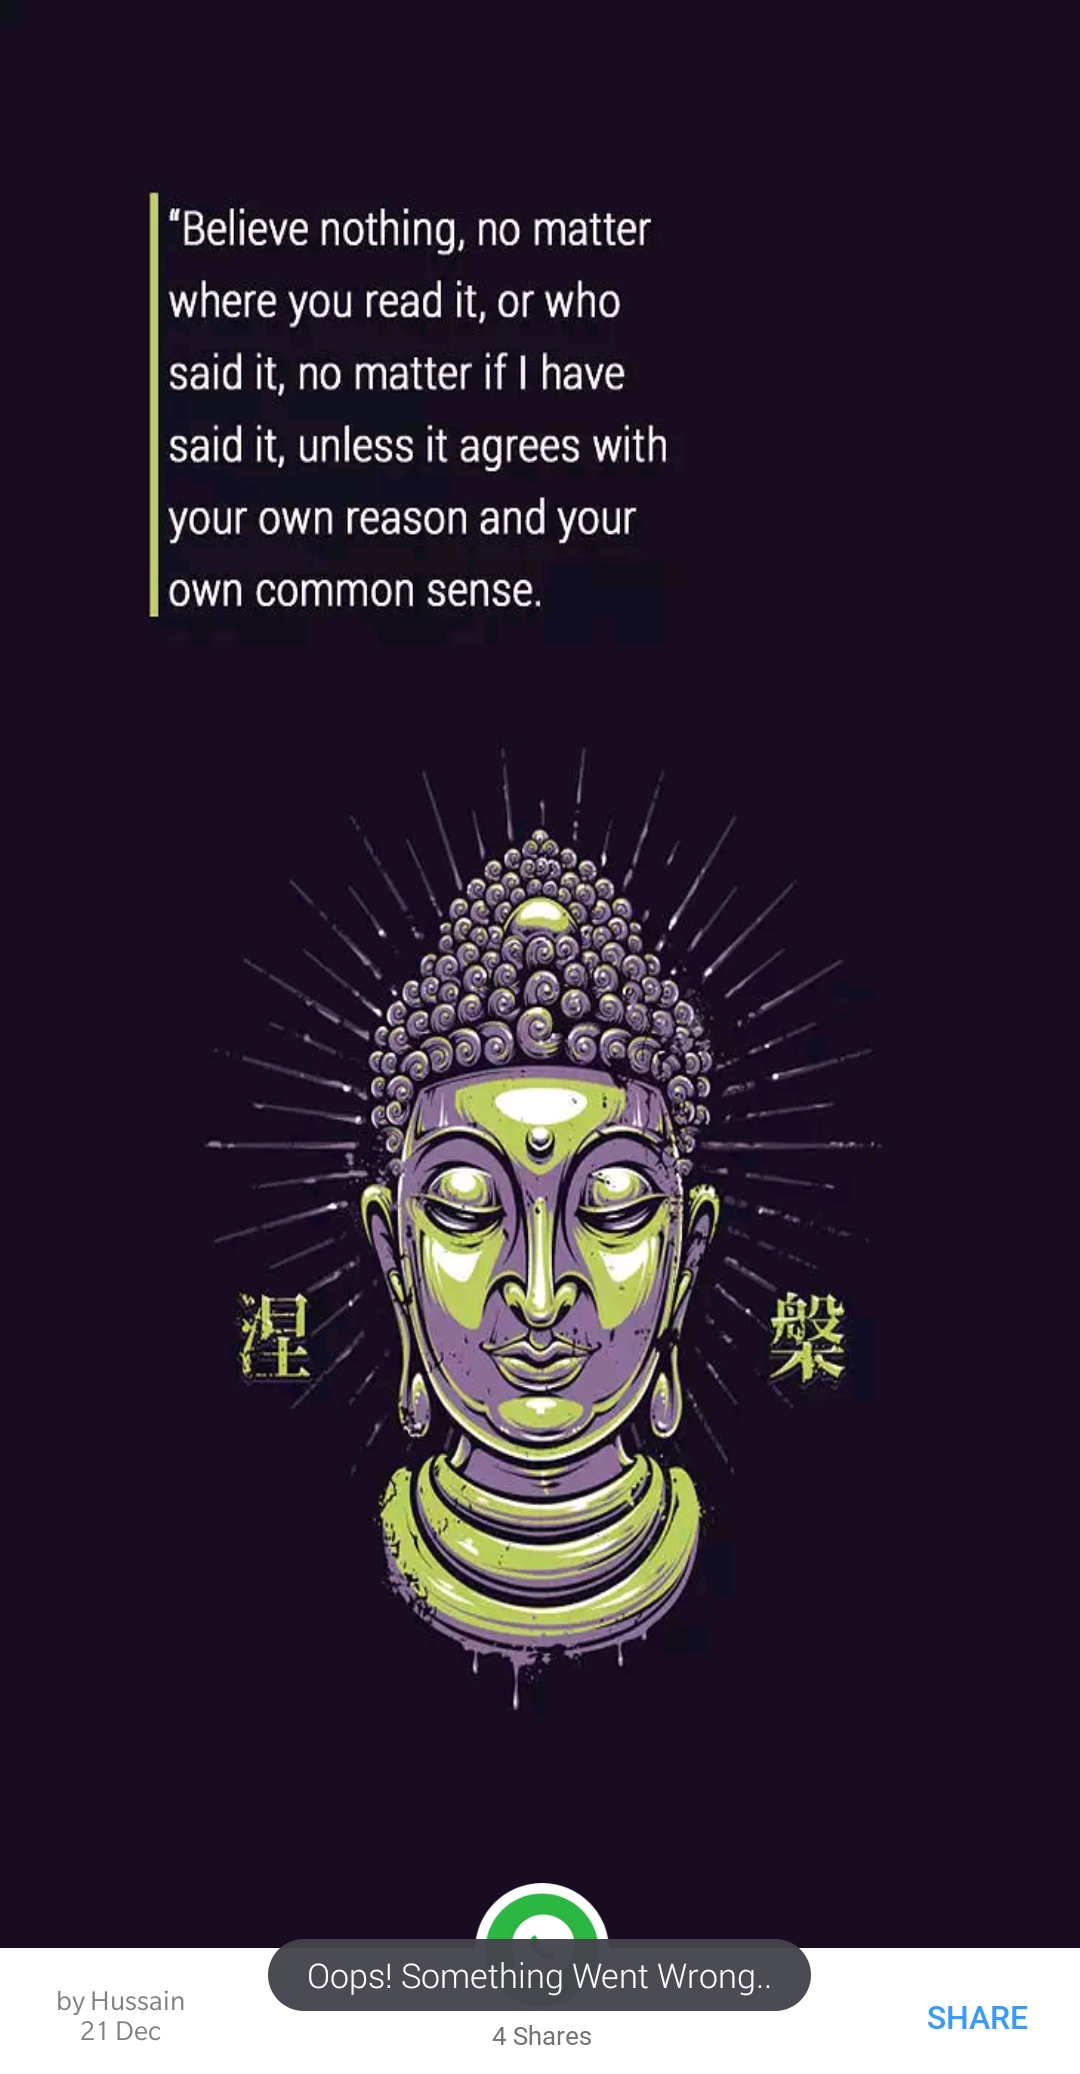 “Believe nothing, no matter
where you read it, or who
said it, no matter if I have
said it, unless it agrees with
your own reason and your
own common sense.
涅 槃
Oops! Something Went Wrong..
by Hussain
21 Dec
4 Shares
SHARE